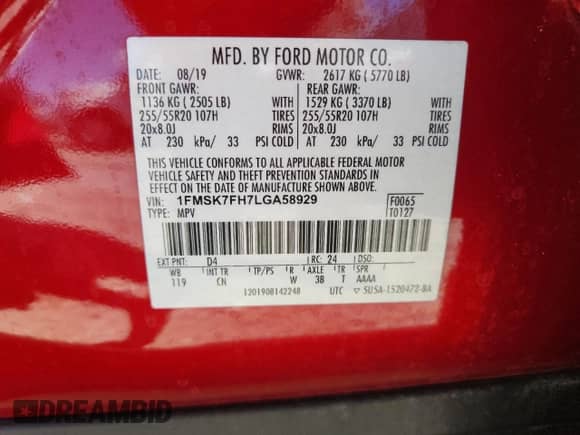 MFD. BY FORD MOTOR CO.
DATE: 08/19 GVWR: 2617 KG ( 5770 LB)
FRONT GAWR: REAR GAWR:
1136 KG ( 2505 LB) WITH 1529 KG ( 3370 LB) WITH
255/55R20 107H TIRES 255/55R20 107H TIRES
20x8.0J RIMS 20x8.0J RIMS
AT 230 kPa/ 33 PSI COLD AT 230 kPa/ 33 PSI COLD
THIS VEHICLE CONFORMS TO ALL APPLICABLE FEDERAL MOTOR
VEHICLE SAFETY AND THEFT PREVENTION STANDARDS IN
EFFECT ON THE DATE OF MANUFACTURE SHOWN ABOVE.
VIN: 1FMSK7FH7LGA58929 F0065
TYPE: MPV T0127
EXT PNT: D4 RC: 24 DSO:
WB INT TR TP/PS R AXLE TR SPR
119 CN W 3B T AAAA
1201908142248 UTC ▽ 5U5A-1520472-BA
DREAMBID